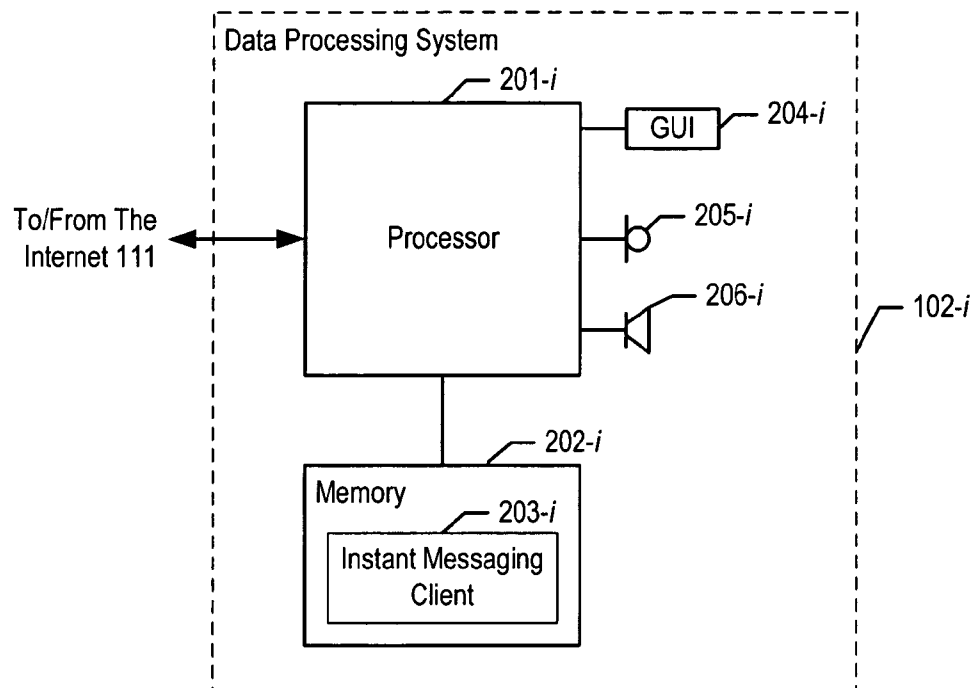 Data Processing System
201-i
GUI
204-i
To/From The
Internet 111
Processor
205-i
206-i
102-i
202-i
Memory
203-i
Instant Messaging
Client